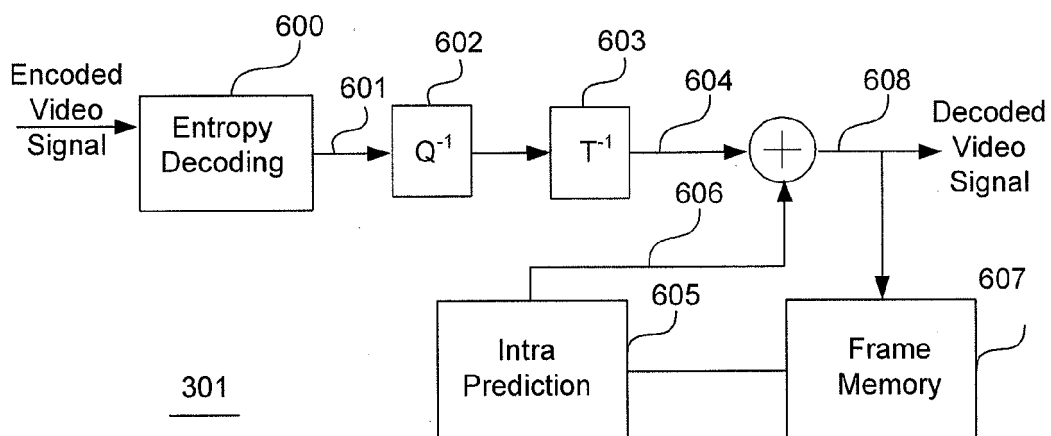 600
602
603
Encoded
Video
Signal
601
604
608
Decoded
Video
Signal
Entropy
Decoding
Q-1
T-1
606
605
607
Intra
Prediction
Frame
Memory
301